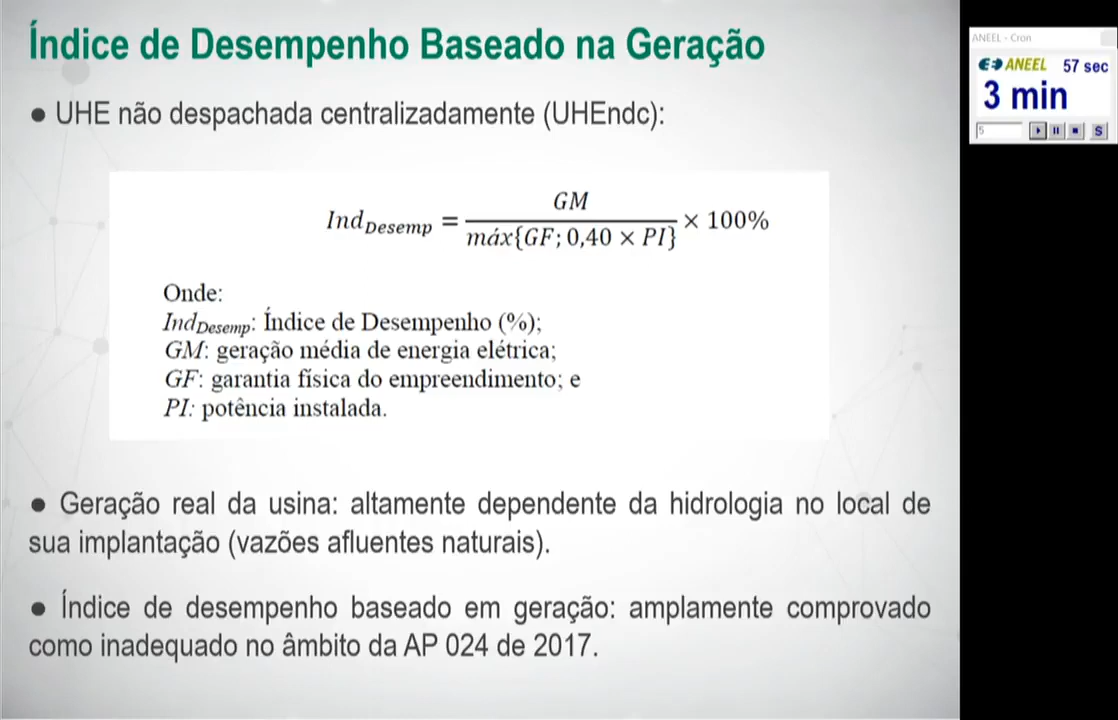 Índice de Desempenho Baseado na Geração
● UHE não despachada centralizadamente (UHEndc):
Ind_Desemp = GM / máx{GF; 0,40 × PI} × 100%
Onde:
Ind_Desemp: Índice de Desempenho (%);
GM: geração média de energia elétrica;
GF: garantia física do empreendimento; e
PI: potência instalada.
● Geração real da usina: altamente dependente da hidrologia no local de
sua implantação (vazões afluentes naturais).
● Índice de desempenho baseado em geração: amplamente comprovado
como inadequado no âmbito da AP 024 de 2017.
ANEEL - Cron
ANEEL 57 sec
3 min
5
S